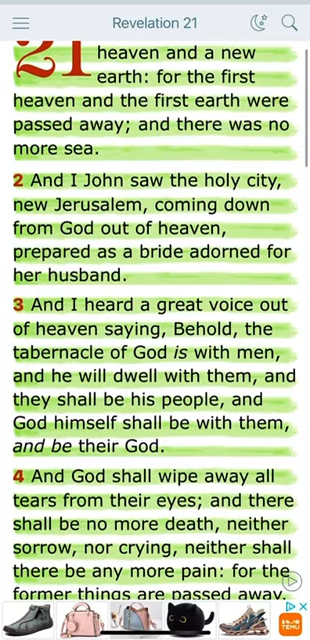 Revelation 21
21 heaven and a new
earth: for the first
heaven and the first earth were
passed away; and there was no
more sea.
2 And I John saw the holy city,
new Jerusalem, coming down
from God out of heaven,
prepared as a bride adorned for
her husband.
3 And I heard a great voice out
of heaven saying, Behold, the
tabernacle of God is with men,
and he will dwell with them, and
they shall be his people, and
God himself shall be with them,
and be their God.
4 And God shall wipe away all
tears from their eyes; and there
shall be no more death, neither
sorrow, nor crying, neither shall
there be any more pain: for the
former things are passed away.
TEMU